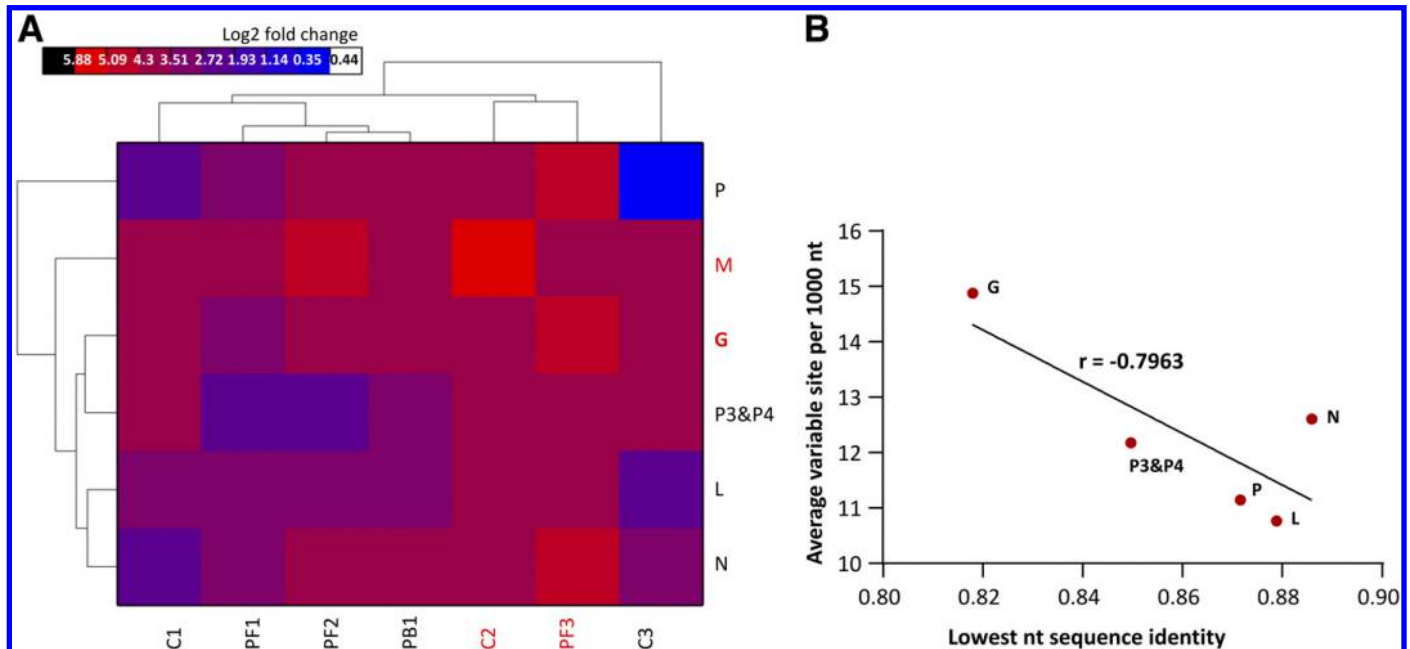 A
Log2 fold change
5.88 5.09 4.3 3.51 2.72 1.93 1.14 0.35 0.44
P
M
G
P3&P4
L
N
C1 PF1 PF2 PB1 C2 PF3 C3
B
Average variable site per 1000 nt
16
15
14
13
12
11
10
G
r = -0.7963
N
P3&P4
P
L
0.80 0.82 0.84 0.86 0.88 0.90
Lowest nt sequence identity